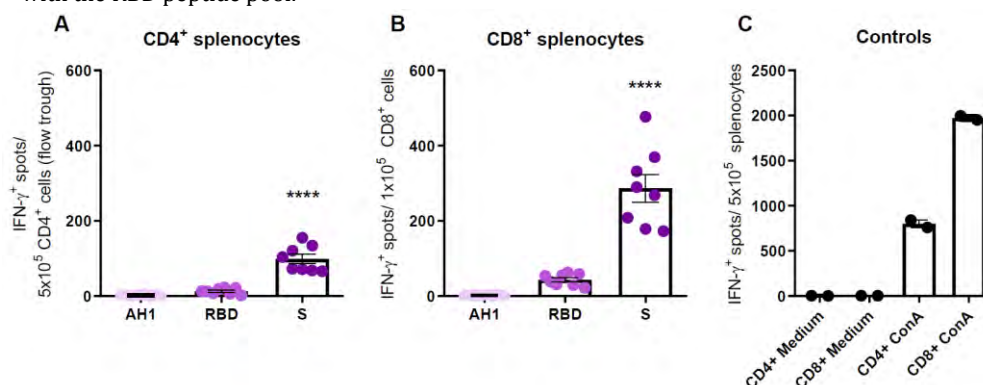 with the RBD peptide pool.
A
CD4+ splenocytes
IFN-γ+ spots/
5x10⁵ CD4+ cells (flow trough)
600
400
200
0
AH1 RBD S
****
B
CD8+ splenocytes
IFN-γ+ spots/ 1x10⁵ CD8+ cells
600
400
200
0
AH1 RBD S
****
C
Controls
IFN-γ+ spots/ 5x10⁵ splenocytes
2500
2000
1500
1000
500
0
CD4+ Medium
CD8+ Medium
CD4+ ConA
CD8+ ConA